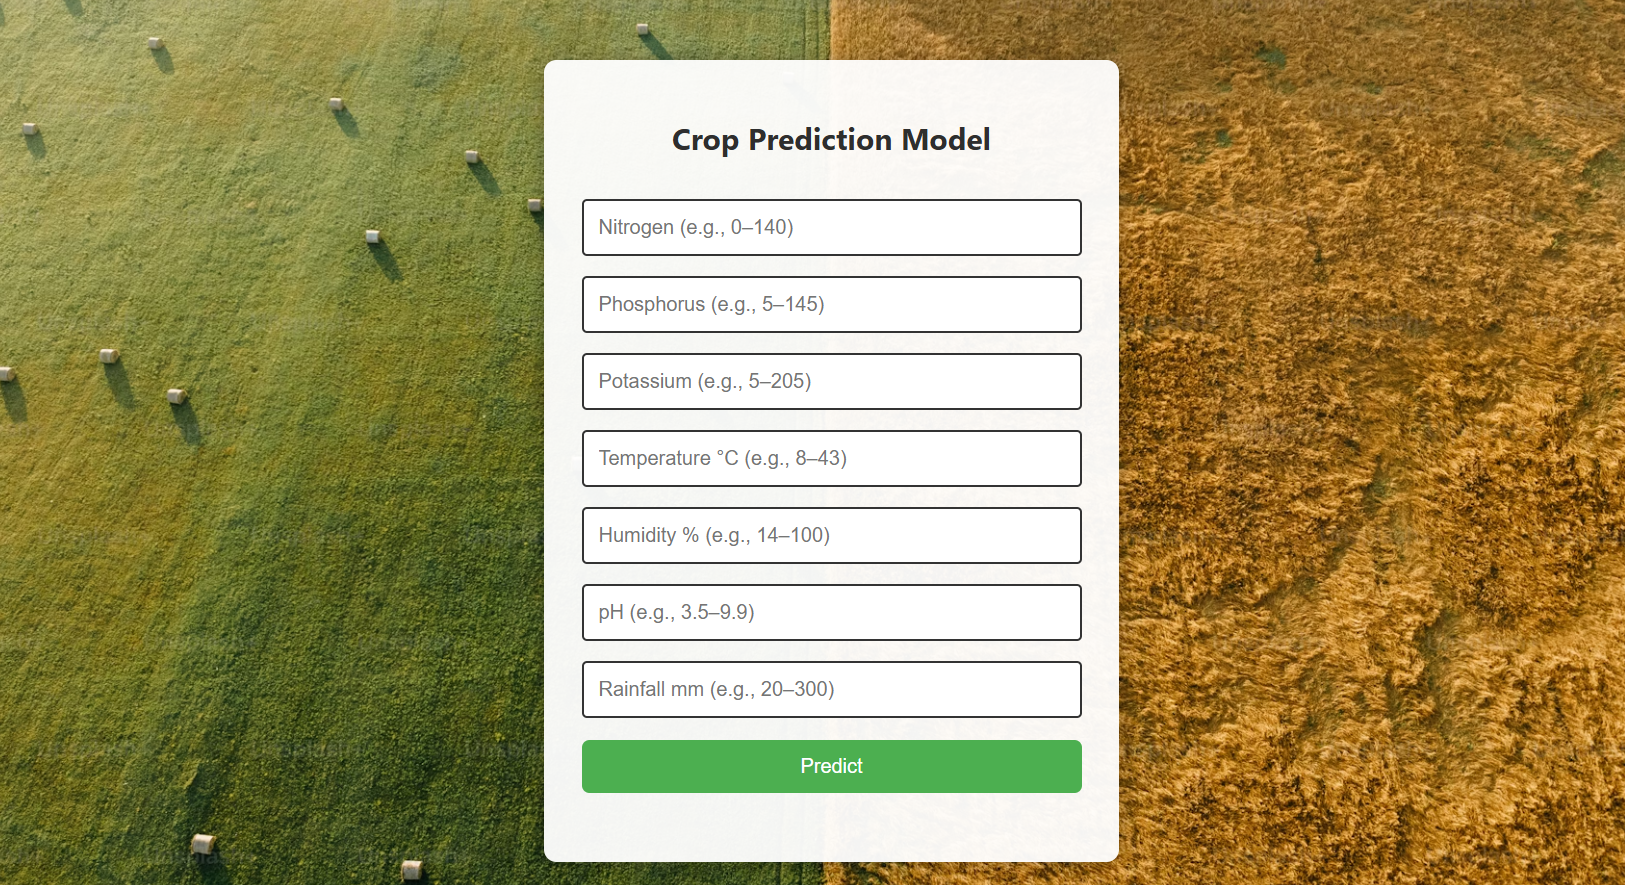 Crop Prediction Model
Nitrogen (e.g., 0–140)
Phosphorus (e.g., 5–145)
Potassium (e.g., 5–205)
Temperature °C (e.g., 8–43)
Humidity % (e.g., 14–100)
pH (e.g., 3.5–9.9)
Rainfall mm (e.g., 20–300)
Predict